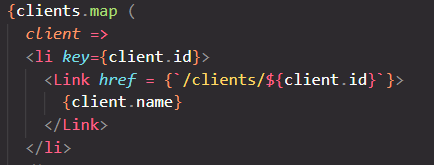 {clients.map (
client =>
<li key={client.id}>
<Link href = {`/clients/${client.id}`}>
{client.name}
</Link>
</li>